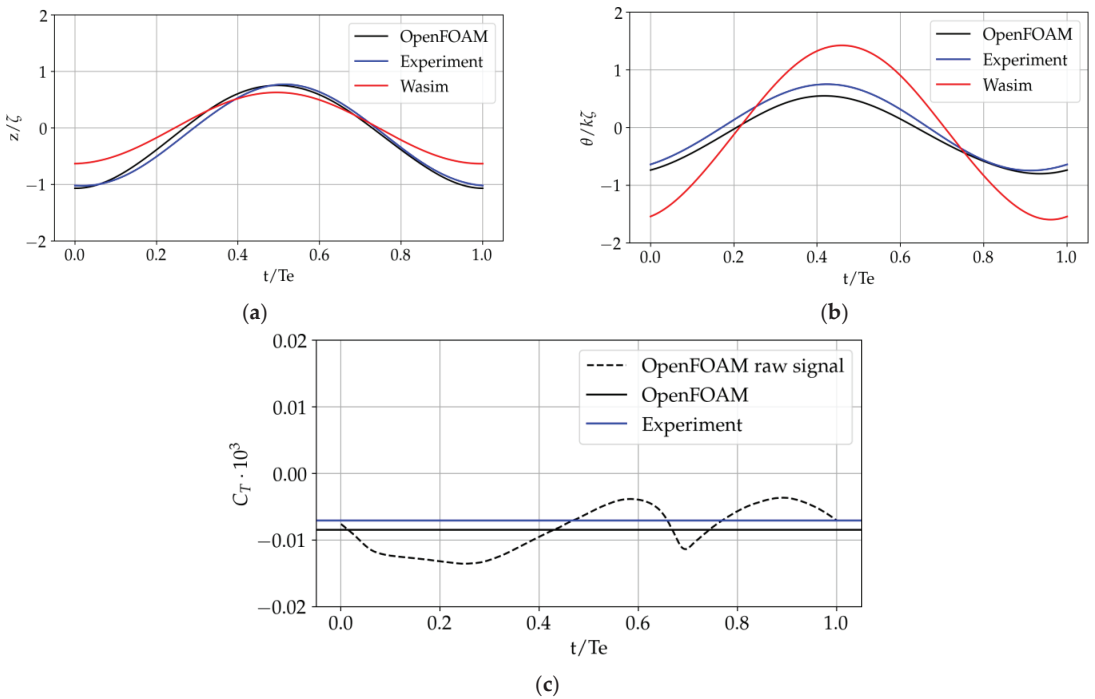 2
1
0
−1
−2
z/ζ
0.0 0.2 0.4 0.6 0.8 1.0
t/Te
OpenFOAM
Experiment
Wasim
(a)
2
1
0
−1
−2
θ/kζ
0.0 0.2 0.4 0.6 0.8 1.0
t/Te
OpenFOAM
Experiment
Wasim
(b)
0.02
0.01
0.00
−0.01
−0.02
C_T · 10³
0.0 0.2 0.4 0.6 0.8 1.0
t/Te
OpenFOAM raw signal
OpenFOAM
Experiment
(c)